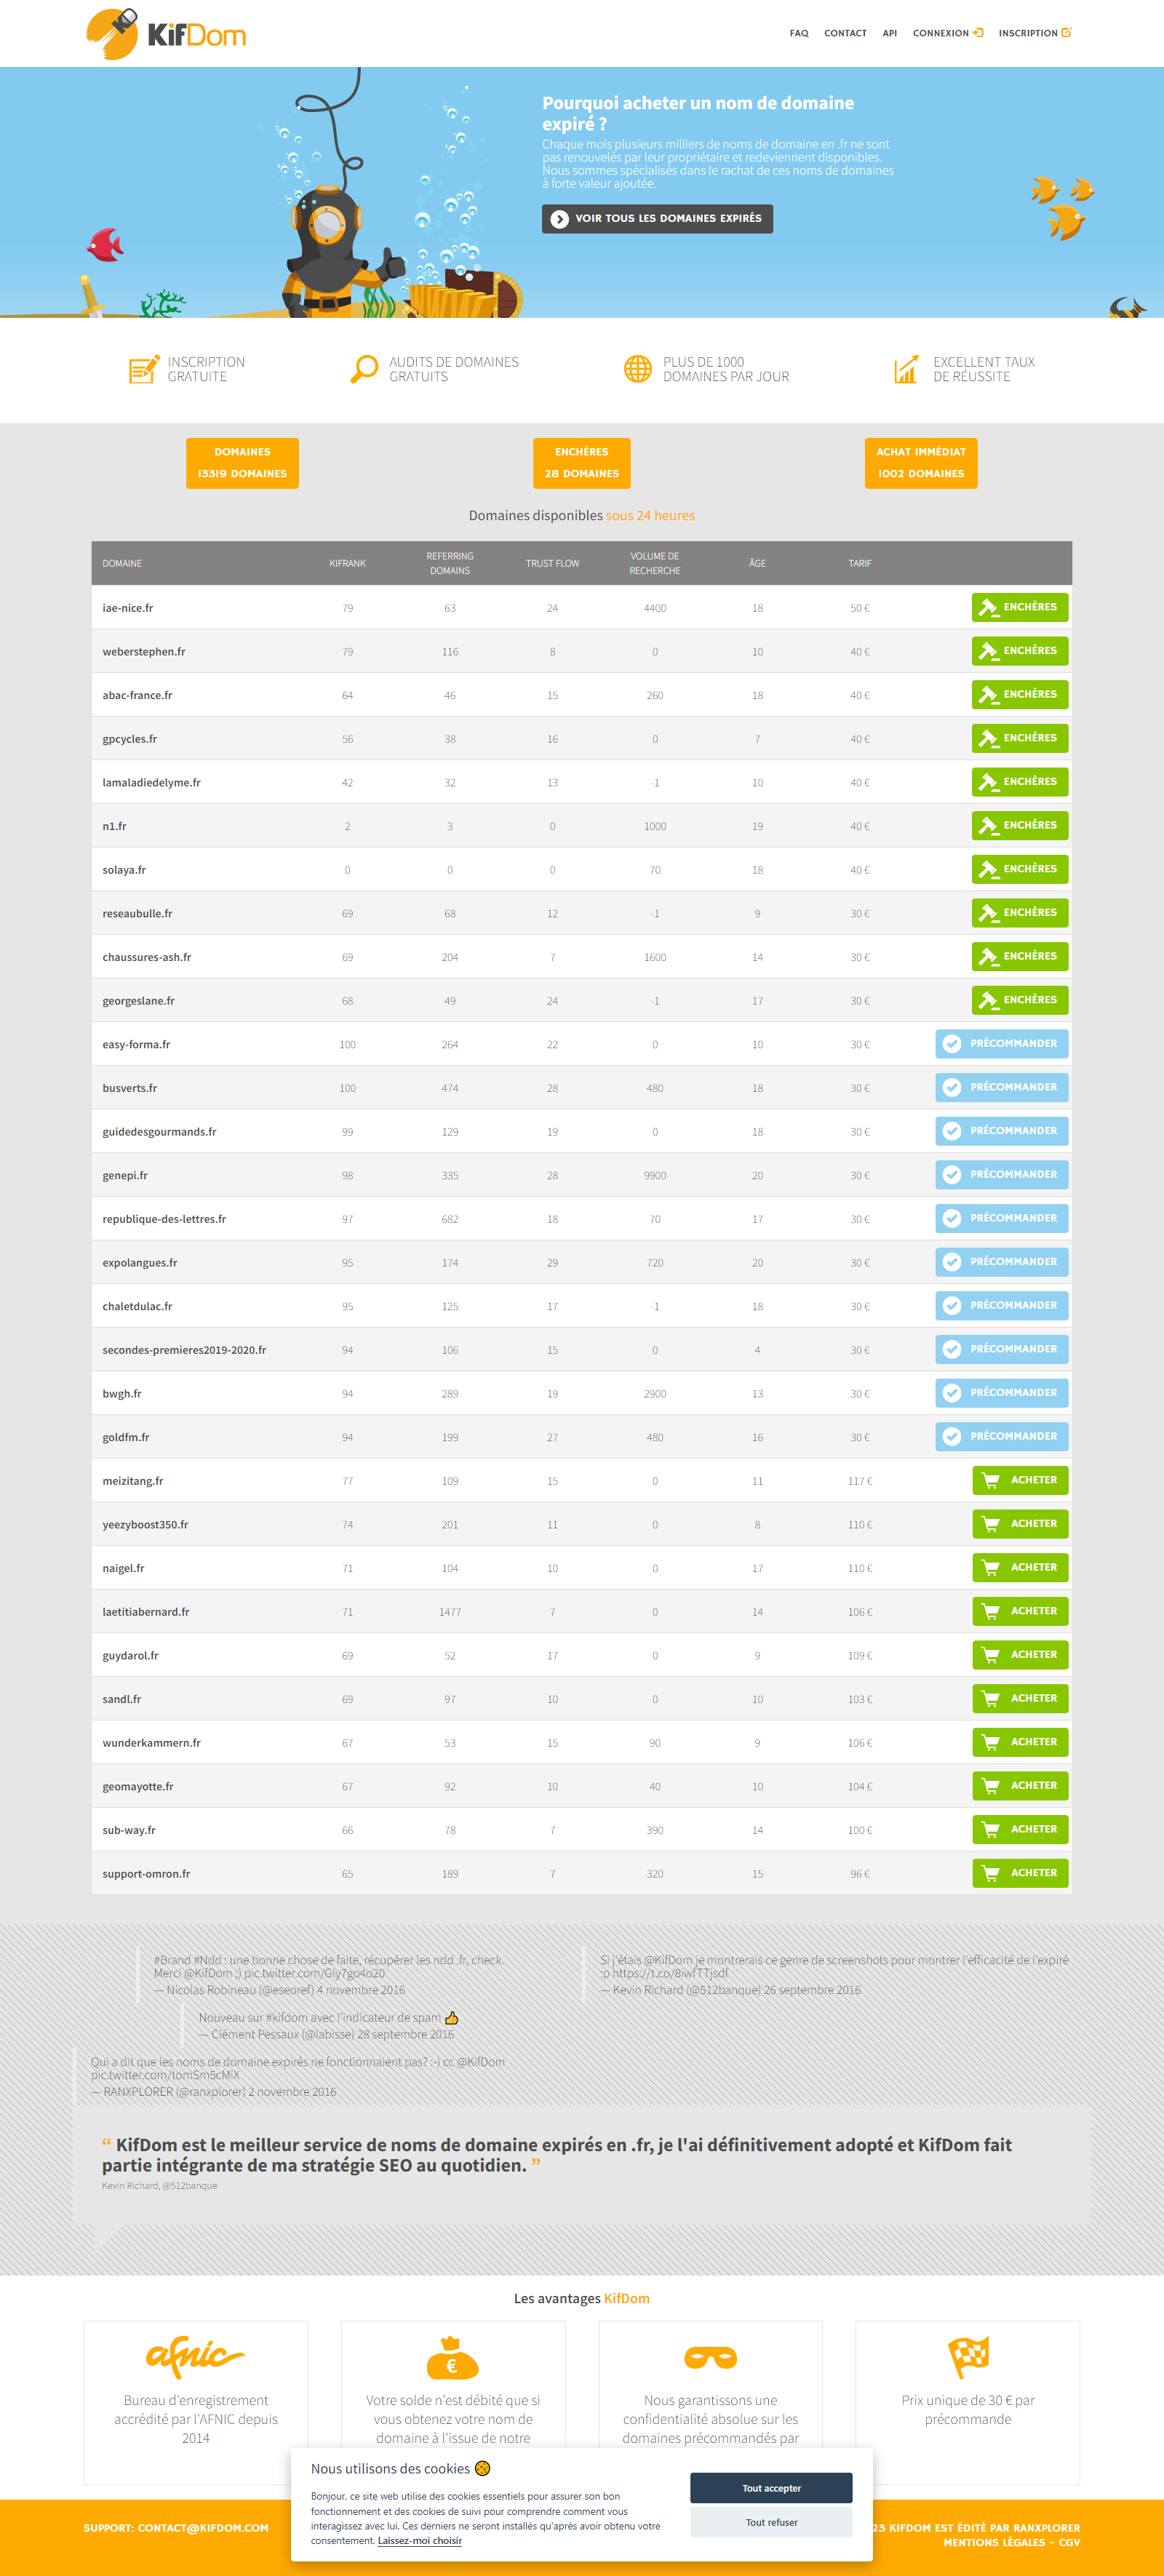 KifDom
FAQ CONTACT API CONNEXION INSCRIPTION
Pourquoi acheter un nom de domaine
expiré ?
Chaque mois plusieurs milliers de noms de domaine en .fr ne sont
pas renouvelés par leur propriétaire et redeviennent disponibles.
Nous sommes spécialisés dans le rachat de ces noms de domaines
à forte valeur ajoutée.
VOIR TOUS LES DOMAINES EXPIRÉS
INSCRIPTION
GRATUITE
AUDITS DE DOMAINES
GRATUITS
PLUS DE 1000
DOMAINES PAR JOUR
EXCELLENT TAUX
DE RÉUSSITE
DOMAINES
13319 DOMAINES
ENCHÈRES
28 DOMAINES
ACHAT IMMÉDIAT
1002 DOMAINES
Domaines disponibles sous 24 heures
DOMAINE KIFRANK REFERRING DOMAINS TRUST FLOW VOLUME DE RECHERCHE ÂGE TARIF
iae-nice.fr 79 63 24 4400 18 50 € ENCHÈRES
weberstephen.fr 79 116 8 0 10 40 € ENCHÈRES
abac-france.fr 64 46 15 260 18 40 € ENCHÈRES
gpcycles.fr 56 38 16 0 7 40 € ENCHÈRES
lamaladiedelyme.fr 42 32 13 -1 10 40 € ENCHÈRES
n1.fr 2 3 0 1000 19 40 € ENCHÈRES
solaya.fr 0 0 0 70 18 40 € ENCHÈRES
reseaubulle.fr 69 68 12 -1 9 30 € ENCHÈRES
chaussures-ash.fr 69 204 7 1600 14 30 € ENCHÈRES
georgeslane.fr 68 49 24 -1 17 30 € ENCHÈRES
easy-forma.fr 100 264 22 0 10 30 € PRÉCOMMANDER
busverts.fr 100 474 28 480 18 30 € PRÉCOMMANDER
guidedesgourmands.fr 99 129 19 0 18 30 € PRÉCOMMANDER
genepi.fr 98 335 28 9900 20 30 € PRÉCOMMANDER
republique-des-lettres.fr 97 682 18 70 17 30 € PRÉCOMMANDER
expolangues.fr 95 174 29 720 20 30 € PRÉCOMMANDER
chaletdulac.fr 95 125 17 -1 18 30 € PRÉCOMMANDER
secondes-premieres2019-2020.fr 94 106 15 0 4 30 € PRÉCOMMANDER
bwgh.fr 94 289 19 2900 13 30 € PRÉCOMMANDER
goldfm.fr 94 199 27 480 16 30 € PRÉCOMMANDER
meizitang.fr 77 109 15 0 11 117 € ACHETER
yeezyboost350.fr 74 201 11 0 8 110 € ACHETER
naigel.fr 71 104 10 0 17 110 € ACHETER
laetitiabernard.fr 71 1477 7 0 14 106 € ACHETER
guydarol.fr 69 52 17 0 9 109 € ACHETER
sandl.fr 69 97 10 0 10 103 € ACHETER
wunderkammern.fr 67 53 15 90 9 106 € ACHETER
geomayotte.fr 67 92 10 40 10 104 € ACHETER
sub-way.fr 66 78 7 390 14 100 € ACHETER
support-omron.fr 65 189 7 320 15 96 € ACHETER
#Brand #Ndd : une bonne chose de faite, récupérer les ndd .fr, check.
Merci @KifDom ;) pic.twitter.com/Gly7go4o20
— Nicolas Robineau (@eseoref) 4 novembre 2016
Si j'étais @KifDom je montrerais ce genre de screenshots pour montrer l'efficacité de l'expiré
:p https://t.co/8iwfTTjsdf
— Kevin Richard (@512banque) 26 septembre 2016
Nouveau sur #kifdom avec l'indicateur de spam 👍
— Clément Pessaux (@labisse) 28 septembre 2016
Qui a dit que les noms de domaine expirés ne fonctionnaient pas? :-) cc @KifDom
pic.twitter.com/tomSm5cMiX
— RANXPLORER (@ranxplorer) 2 novembre 2016
“ KifDom est le meilleur service de noms de domaine expirés en .fr, je l'ai définitivement adopté et KifDom fait
partie intégrante de ma stratégie SEO au quotidien. ”
Kevin Richard, @512banque
Les avantages KifDom
afnic
Bureau d'enregistrement
accrédité par l'AFNIC depuis
2014
€
Votre solde n'est débité que si
vous obtenez votre nom de
domaine à l'issue de notre
Nous garantissons une
confidentialité absolue sur les
domaines précommandés par
Prix unique de 30 € par
précommande
Nous utilisons des cookies 🍪
Bonjour, ce site web utilise des cookies essentiels pour assurer son bon
fonctionnement et des cookies de suivi pour comprendre comment vous
interagissez avec lui. Ces derniers ne seront installés qu'après avoir obtenu votre
consentement. Laissez-moi choisir
Tout accepter
Tout refuser
SUPPORT: CONTACT@KIFDOM.COM
23 KIFDOM EST ÉDITÉ PAR RANXPLORER
MENTIONS LÉGALES - CGV